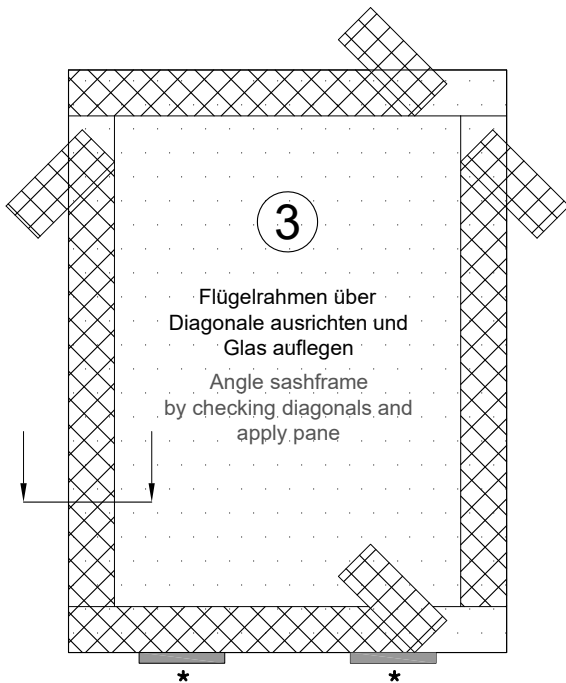 3
Flügelrahmen über
Diagonale ausrichten und
Glas auflegen
Angle sashframe
by checking diagonals and
apply pane
* *